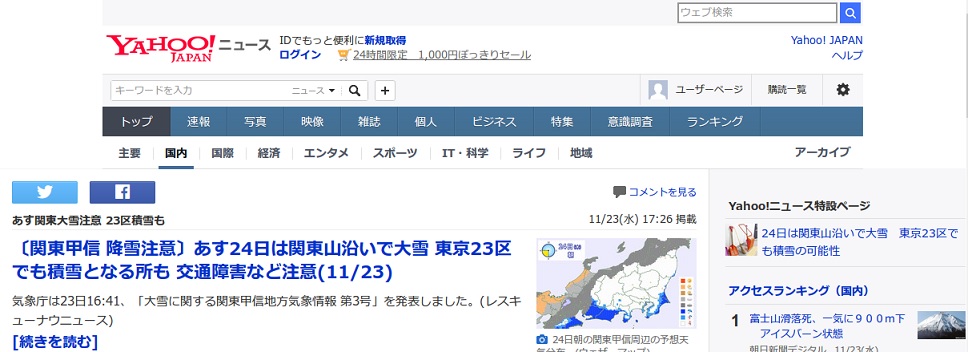 ウェブ検索
YAHOO! JAPAN ニュース
IDでもっと便利に新規取得
ログイン
24時間限定 1,000円ぽっきりセール
Yahoo! JAPAN
ヘルプ
キーワードを入力
ニュース
ユーザーページ
購読一覧
トップ 速報 写真 映像 雑誌 個人 ビジネス 特集 意識調査 ランキング
主要 国内 国際 経済 エンタメ スポーツ IT・科学 ライフ 地域 アーカイブ
コメントを見る
あす関東大雪注意 23区積雪も
11/23(水) 17:26 掲載
〔関東甲信 降雪注意〕あす24日は関東山沿いで大雪 東京23区
でも積雪となる所も 交通障害など注意(11/23)
気象庁は23日16:41、「大雪に関する関東甲信地方気象情報 第3号」を発表しました。(レス
キューナウニュース)
[続きを読む]
24日朝の関東甲信周辺の予想天
Yahoo!ニュース特設ページ
24日は関東山沿いで大雪 東京23区で
も積雪の可能性
アクセスランキング（国内）
1
富士山滑落死、一気に９００ｍ下
アイスバーン状態
朝日新聞デジタル 11/23(水)